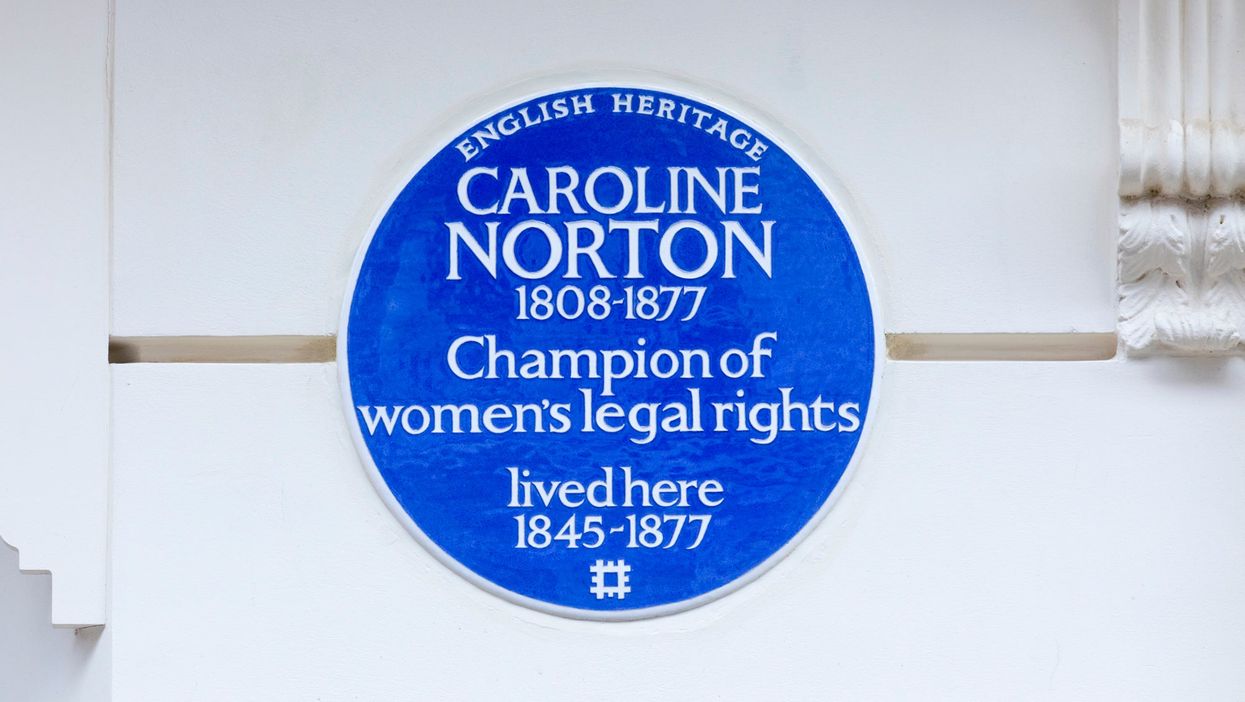 ENGLISH HERITAGE
CAROLINE
NORTON
1808-1877
Champion of
women's legal rights
lived here
1845-1877